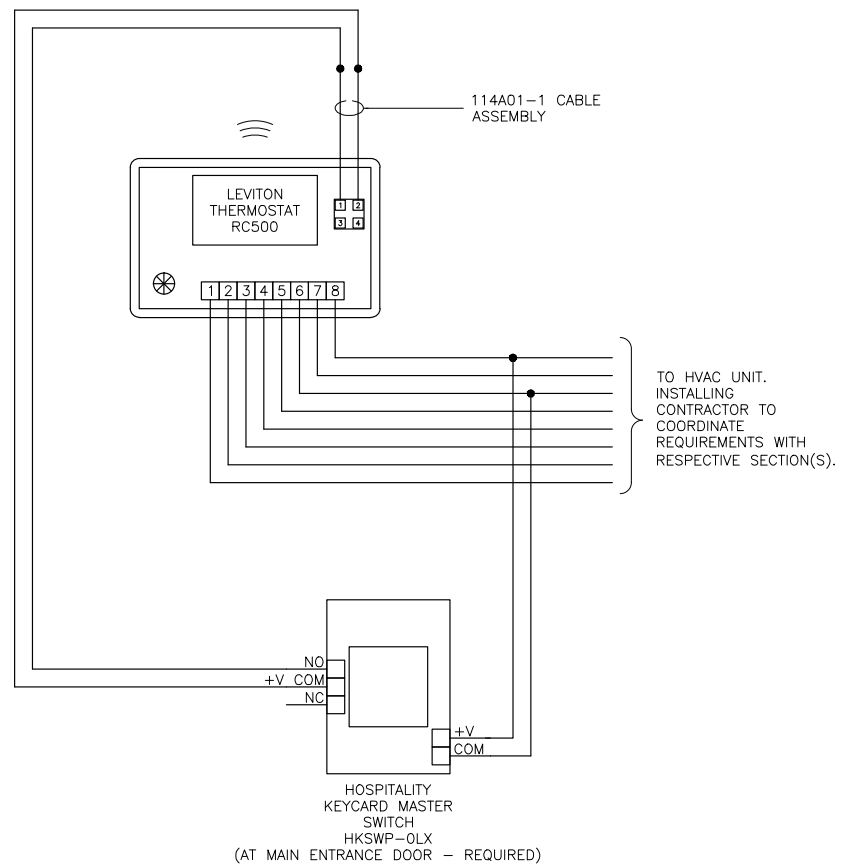 114A01-1 CABLE
ASSEMBLY
LEVITON
THERMOSTAT
RC500
1 2
3 4
1 2 3 4 5 6 7 8
TO HVAC UNIT.
INSTALLING
CONTRACTOR TO
COORDINATE
REQUIREMENTS WITH
RESPECTIVE SECTION(S).
NO
+V COM
NC
+V
COM
HOSPITALITY
KEYCARD MASTER
SWITCH
HKSWP-0LX
(AT MAIN ENTRANCE DOOR - REQUIRED)